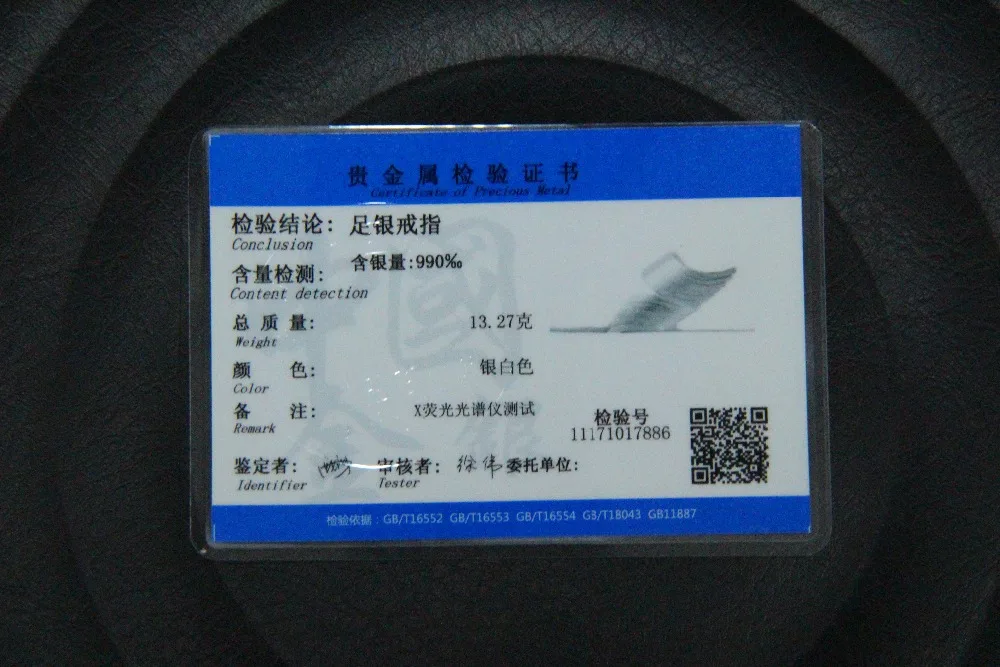 贵金属检验证书
Certificate of Precious Metal
检验结论: 足银戒指
Conclusion
含量检测: 含银量:990‰
Content detection
总 质 量: 13.27克
Weight
颜 色: 银白色
Color
备 注: X荧光光谱仪测试
Remark
检验号
11171017886
鉴定者: 审核者: 徐伟 委托单位:
Identifier Tester
检验依据: GB/T16552 GB/T16553 GB/T16554 GB/T18043 GB11887